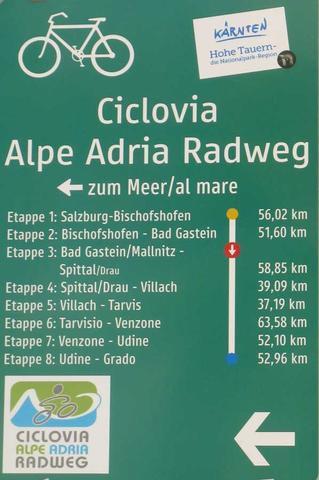 KÄRNTEN
Hohe Tauern-
die Nationalpark-Region
Ciclovia
Alpe Adria Radweg
zum Meer/al mare
Etappe 1: Salzburg-Bischofshofen 56,02 km
Etappe 2: Bischofshofen - Bad Gastein 51,60 km
Etappe 3: Bad Gastein/Mallnitz -
Spittal/Drau 58,85 km
Etappe 4: Spittal/Drau - Villach 39,09 km
Etappe 5: Villach - Tarvis 37,19 km
Etappe 6: Tarvisio - Venzone 63,58 km
Etappe 7: Venzone - Udine 52,10 km
Etappe 8: Udine - Grado 52,96 km
CICLOVIA
ALPE ADRIA
RADWEG